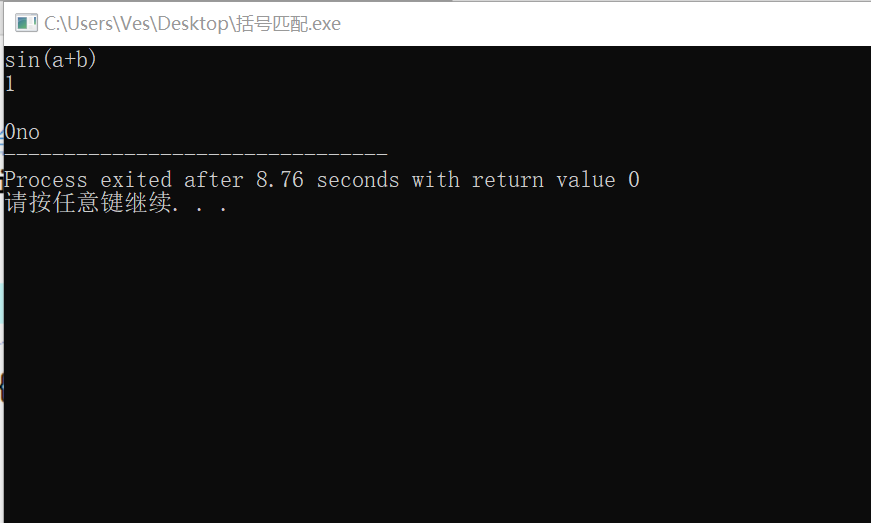 C:\Users\Ves\Desktop\括号匹配.exe
sin(a+b)
1
0no
--------------------------------
Process exited after 8.76 seconds with return value 0
请按任意键继续. . .